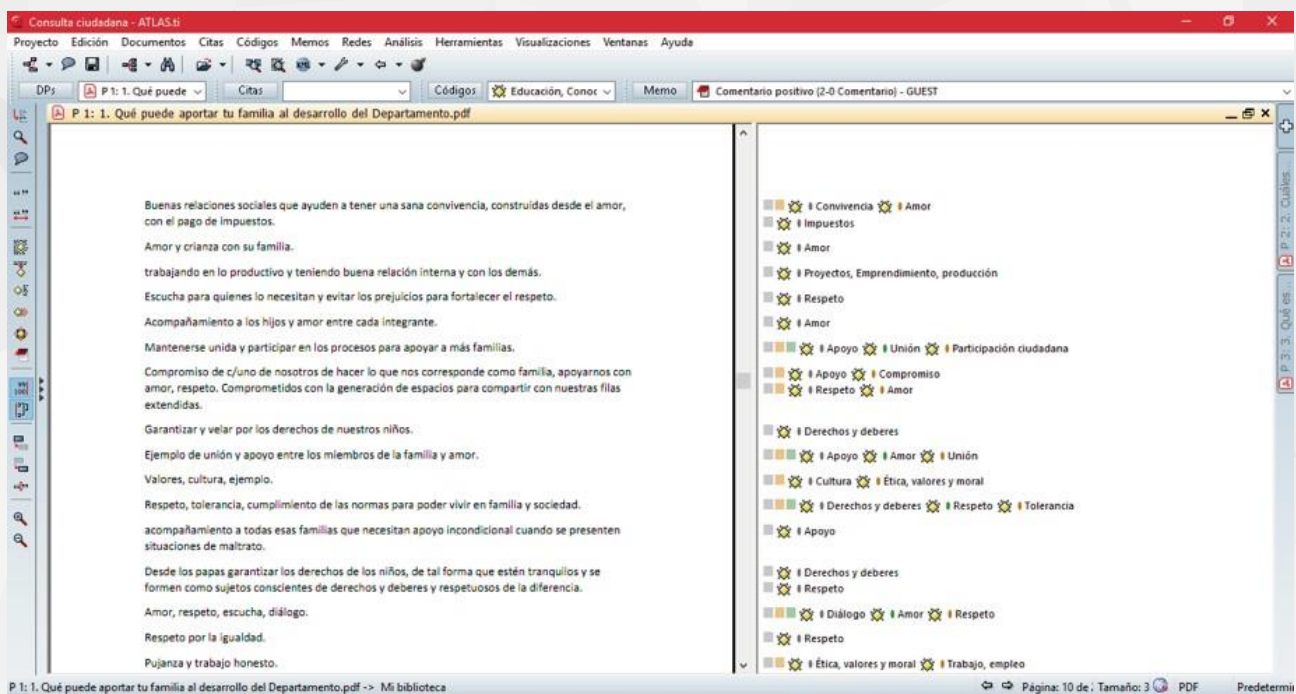 Consulta ciudadana - ATLAS.ti
Proyecto Edición Documentos Citas Códigos Memos Redes Análisis Herramientas Visualizaciones Ventanas Ayuda
DPs P 1: 1. Qué puede Citas Códigos Educación, Conoc Memo Comentario positivo (2-0 Comentario) - GUEST
P 1: 1. Qué puede aportar tu familia al desarrollo del Departamento.pdf
Buenas relaciones sociales que ayuden a tener una sana convivencia, construidas desde el amor,
con el pago de impuestos.
Amor y crianza con su familia.
trabajando en lo productivo y teniendo buena relación interna y con los demás.
Escucha para quienes lo necesitan y evitar los prejuicios para fortalecer el respeto.
Acompañamiento a los hijos y amor entre cada integrante.
Mantenerse unida y participar en los procesos para apoyar a más familias.
Compromiso de c/uno de nosotros de hacer lo que nos corresponde como familia, apoyarnos con
amor, respeto. Comprometidos con la generación de espacios para compartir con nuestras filas
extendidas.
Garantizar y velar por los derechos de nuestros niños.
Ejemplo de unión y apoyo entre los miembros de la familia y amor.
Valores, cultura, ejemplo.
Respeto, tolerancia, cumplimiento de las normas para poder vivir en familia y sociedad.
acompañamiento a todas esas familias que necesitan apoyo incondicional cuando se presenten
situaciones de maltrato.
Desde los papas garantizar los derechos de los niños, de tal forma que estén tranquilos y se
formen como sujetos conscientes de derechos y deberes y respetuosos de la diferencia.
Amor, respeto, escucha, diálogo.
Respeto por la igualdad.
Pujanza y trabajo honesto.
Convivencia Amor
Impuestos
Amor
Proyectos, Emprendimiento, producción
Respeto
Amor
Apoyo Unión Participación ciudadana
Apoyo Compromiso
Respeto Amor
Derechos y deberes
Apoyo Amor Unión
Cultura Ética, valores y moral
Derechos y deberes Respeto Tolerancia
Apoyo
Derechos y deberes
Respeto
Diálogo Amor Respeto
Respeto
Ética, valores y moral Trabajo, empleo
P 2: 2. Cuáles...
P 3: 3. Qué es...
P 1: 1. Qué puede aportar tu familia al desarrollo del Departamento.pdf -> Mi biblioteca
Página: 10 de Tamaño: 3 PDF Predetermi